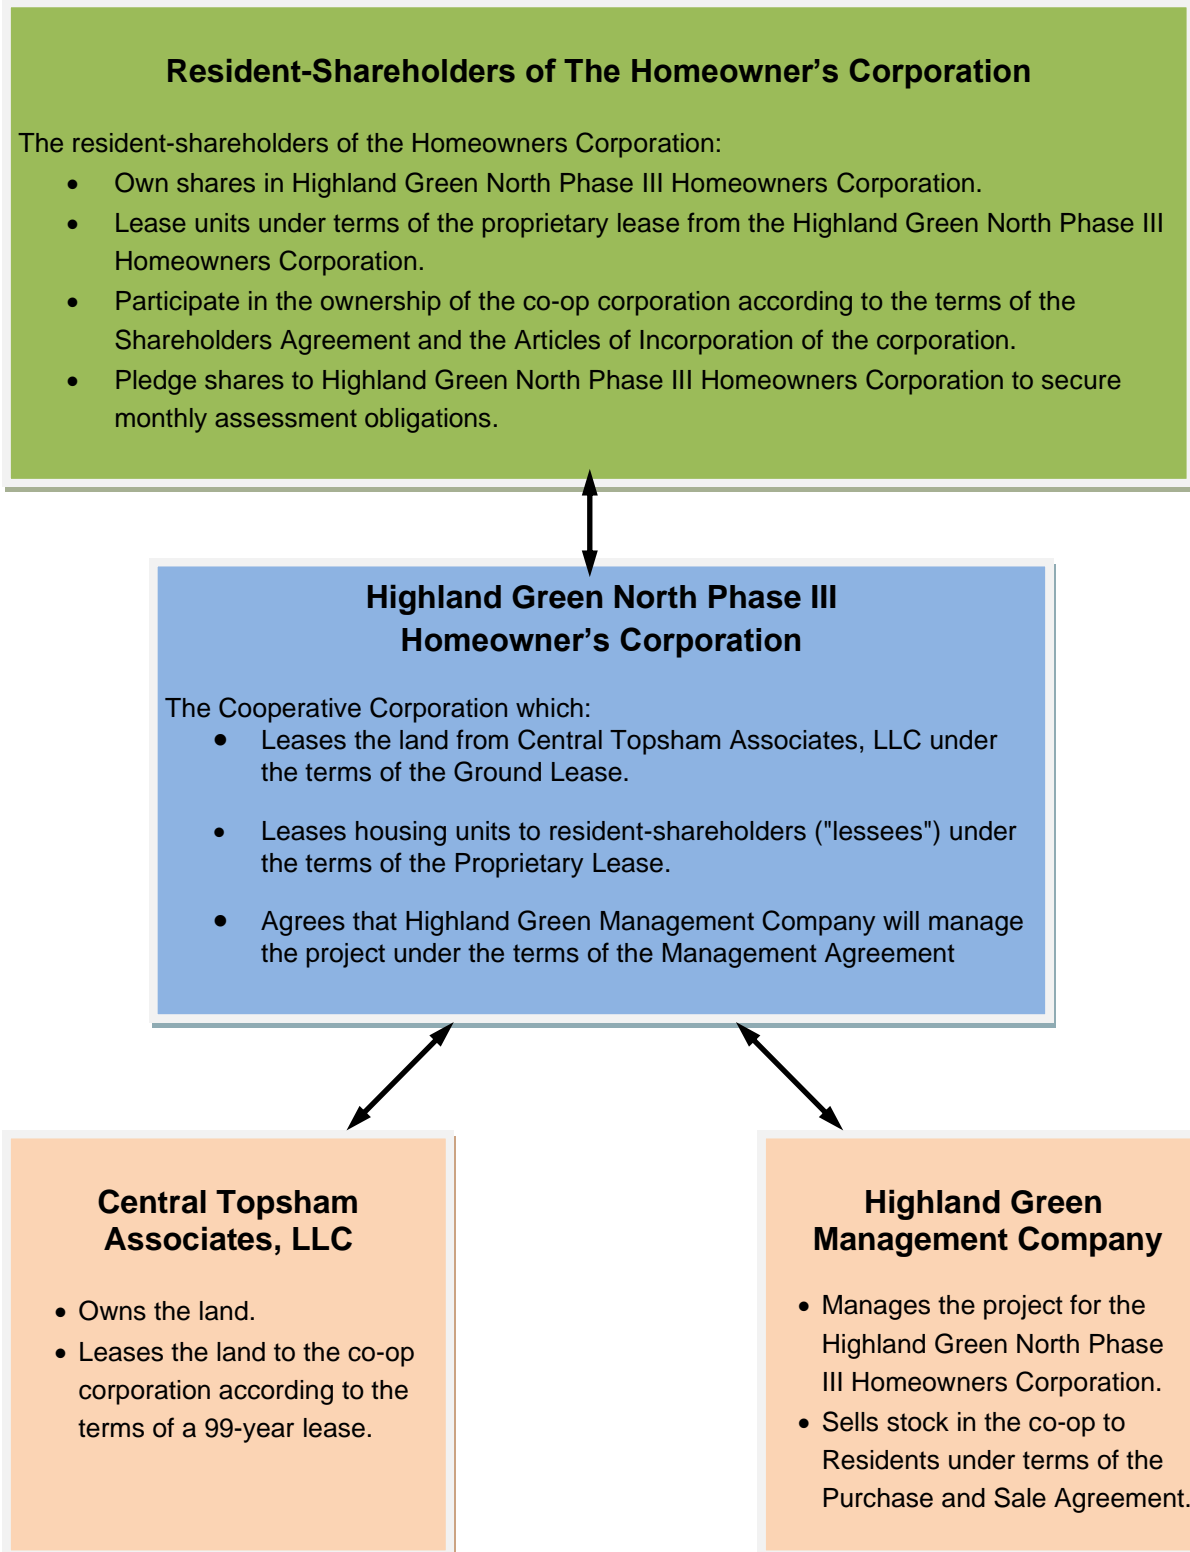 Resident-Shareholders of The Homeowner’s Corporation
The resident-shareholders of the Homeowners Corporation:
• Own shares in Highland Green North Phase III Homeowners Corporation.
• Lease units under terms of the proprietary lease from the Highland Green North Phase III
Homeowners Corporation.
• Participate in the ownership of the co-op corporation according to the terms of the
Shareholders Agreement and the Articles of Incorporation of the corporation.
• Pledge shares to Highland Green North Phase III Homeowners Corporation to secure
monthly assessment obligations.
Highland Green North Phase III
Homeowner’s Corporation
The Cooperative Corporation which:
• Leases the land from Central Topsham Associates, LLC under
the terms of the Ground Lease.
• Leases housing units to resident-shareholders ("lessees") under
the terms of the Proprietary Lease.
• Agrees that Highland Green Management Company will manage
the project under the terms of the Management Agreement
Central Topsham
Associates, LLC
• Owns the land.
• Leases the land to the co-op
corporation according to the
terms of a 99-year lease.
Highland Green
Management Company
• Manages the project for the
Highland Green North Phase
III Homeowners Corporation.
• Sells stock in the co-op to
Residents under terms of the
Purchase and Sale Agreement.